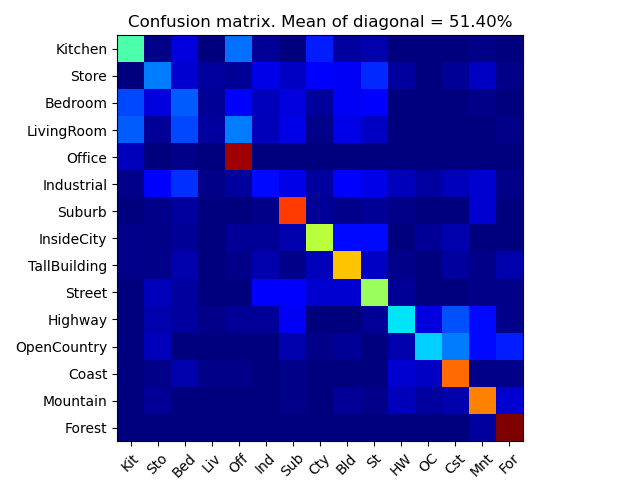 Confusion matrix. Mean of diagonal = 51.40%
Kitchen
Store
Bedroom
LivingRoom
Office
Industrial
Suburb
InsideCity
TallBuilding
Street
Highway
OpenCountry
Coast
Mountain
Forest
Kit Sto Bed Liv Off Ind Sub Cty Bld St HW OC Cst Mnt For